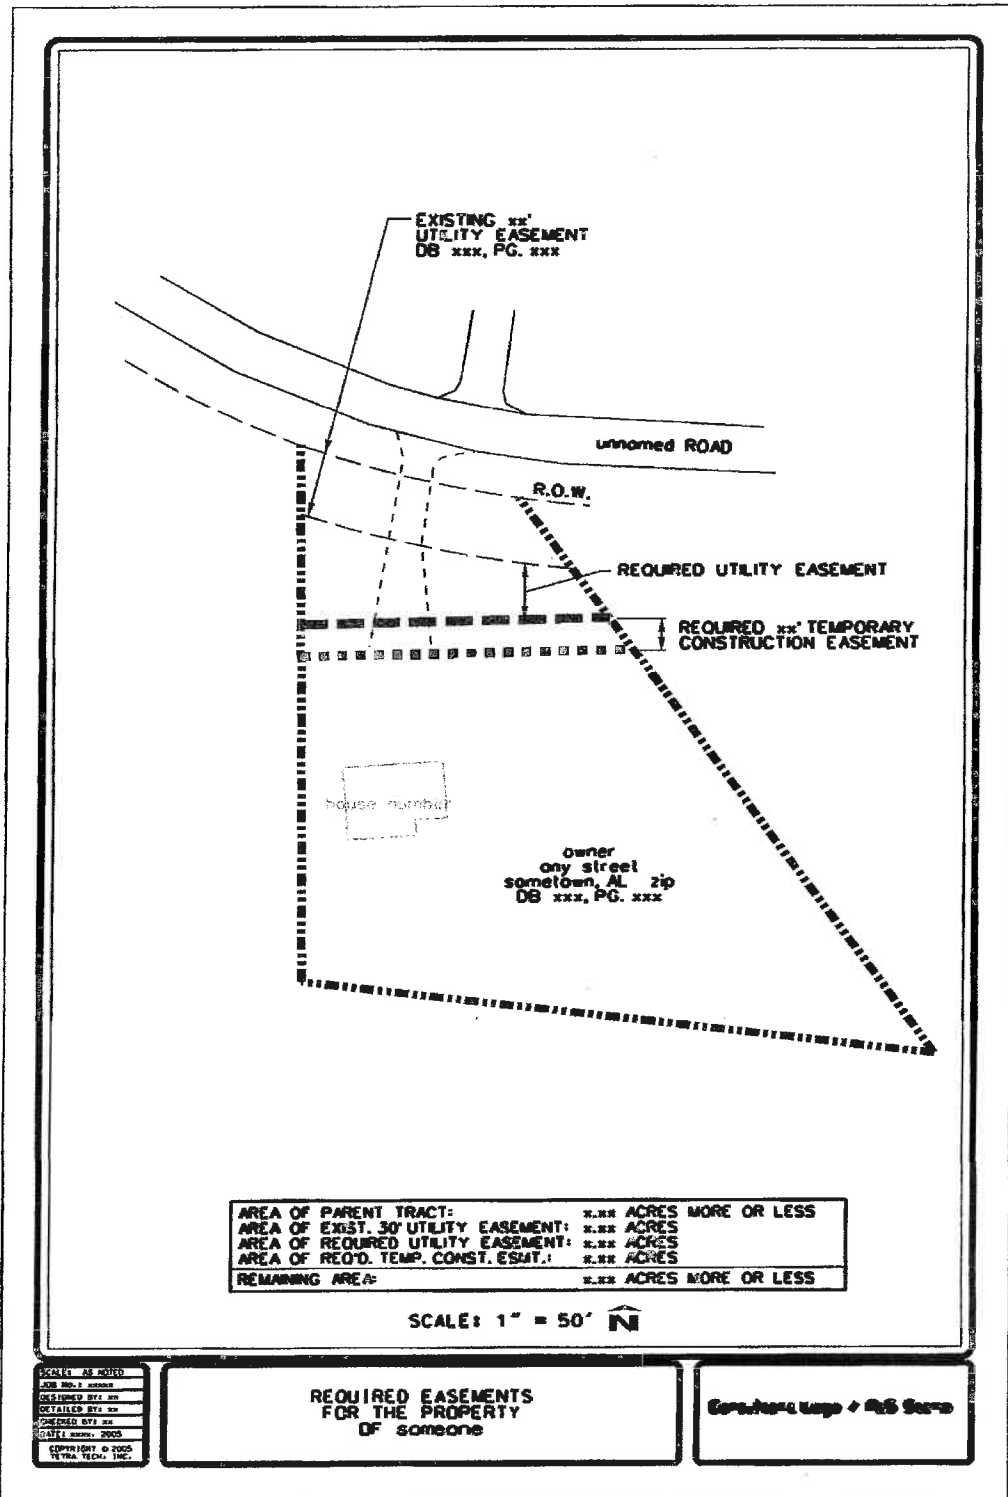 EXISTING xx'
UTILITY EASEMENT
DB xxx, PG. xxx
unnamed ROAD
R.O.W.
REQUIRED UTILITY EASEMENT
REQUIRED xx' TEMPORARY
CONSTRUCTION EASEMENT
house number
owner
any street
sometown, AL zip
DB xxx, PG. xxx
AREA OF PARENT TRACT: x.xx ACRES MORE OR LESS
AREA OF EXIST. 30' UTILITY EASEMENT: x.xx ACRES
AREA OF REQUIRED UTILITY EASEMENT: x.xx ACRES
AREA OF REQ'D. TEMP. CONST. ESMT.: x.xx ACRES
REMAINING AREA: x.xx ACRES MORE OR LESS
SCALE: 1" = 50' N
SCALE: AS NOTED
JOB No.: xxxxx
DESIGNED BY: xx
DETAILED BY: xx
CHECKED BY: xx
DATE: xxxx, 2005
COPYRIGHT © 2005
TETRA TECH, INC.
REQUIRED EASEMENTS
FOR THE PROPERTY
OF someone